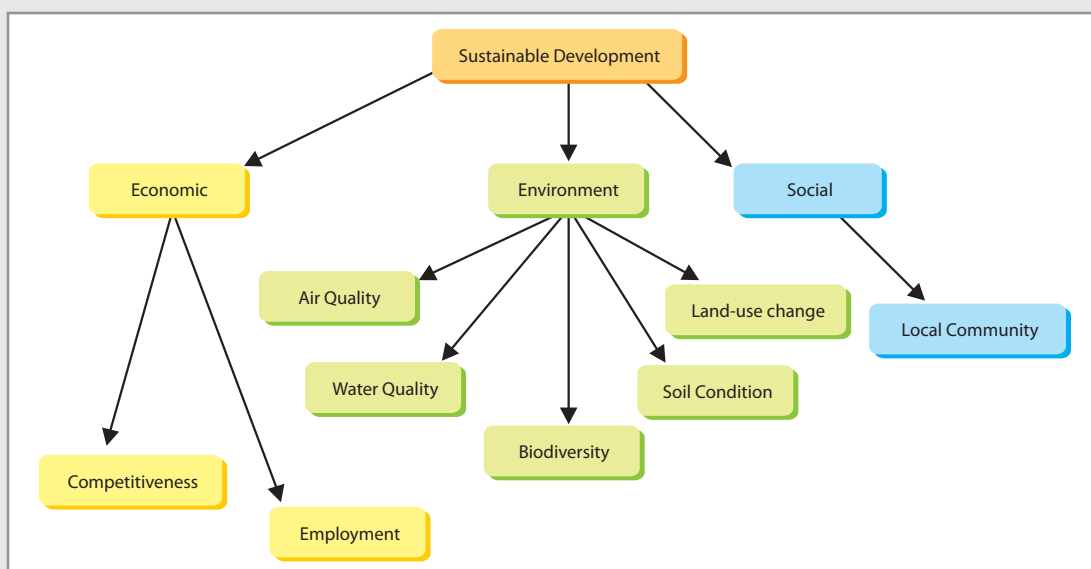 Sustainable Development
Economic
Environment
Social
Air Quality
Land-use change
Local Community
Water Quality
Soil Condition
Biodiversity
Competitiveness
Employment